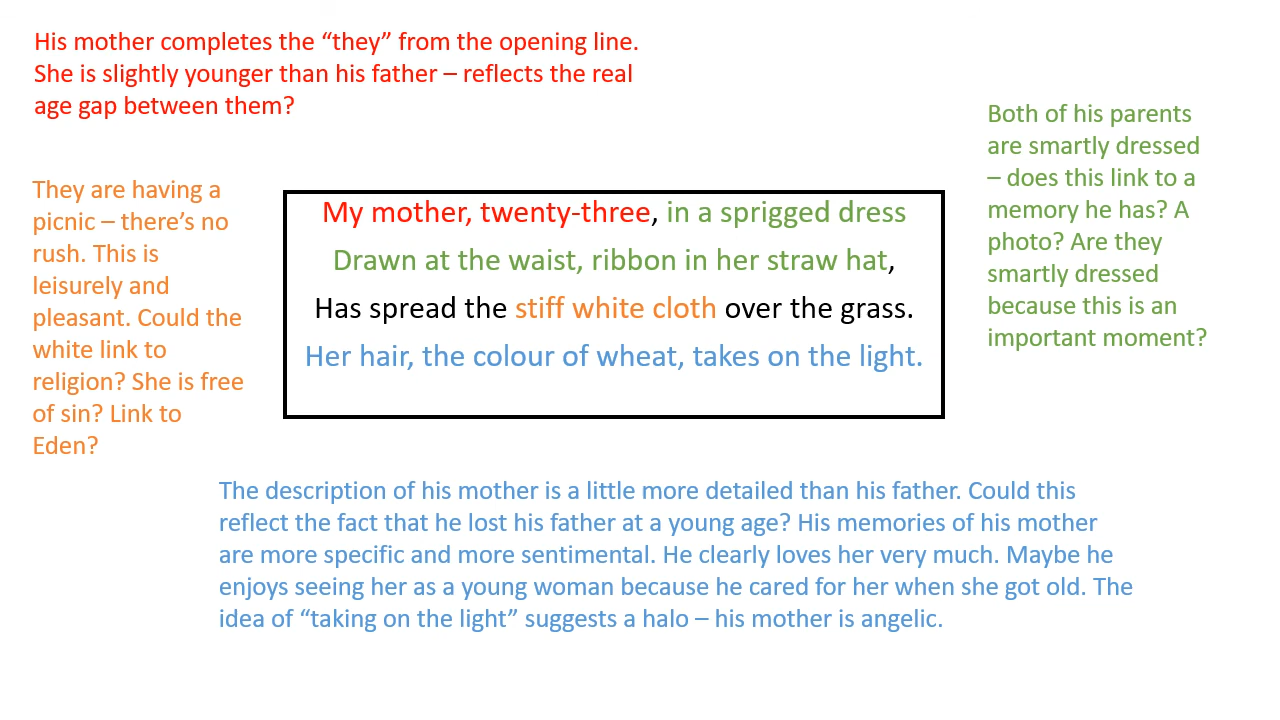 His mother completes the “they” from the opening line.
She is slightly younger than his father – reflects the real
age gap between them?
Both of his parents
are smartly dressed
– does this link to a
memory he has? A
photo? Are they
smartly dressed
because this is an
important moment?
They are having a
picnic – there’s no
rush. This is
leisurely and
pleasant. Could the
white link to
religion? She is free
of sin? Link to
Eden?
My mother, twenty-three, in a sprigged dress
Drawn at the waist, ribbon in her straw hat,
Has spread the stiff white cloth over the grass.
Her hair, the colour of wheat, takes on the light.
The description of his mother is a little more detailed than his father. Could this
reflect the fact that he lost his father at a young age? His memories of his mother
are more specific and more sentimental. He clearly loves her very much. Maybe he
enjoys seeing her as a young woman because he cared for her when she got old. The
idea of “taking on the light” suggests a halo – his mother is angelic.